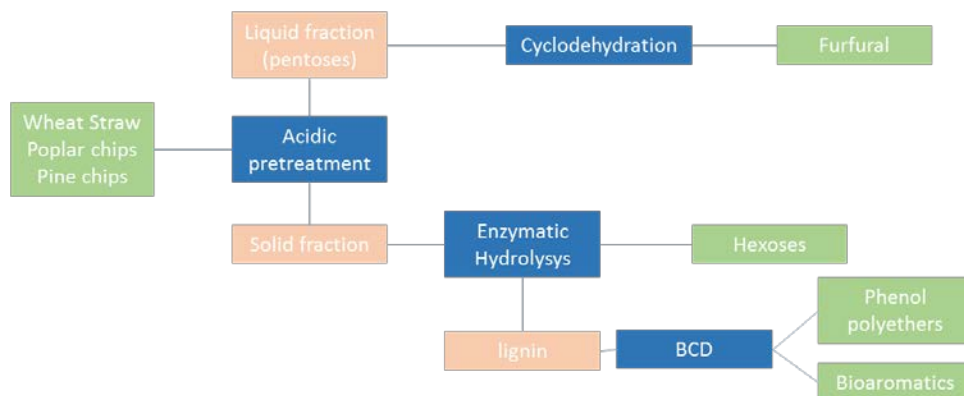 Liquid fraction
(pentoses)
Cyclodehydration
Furfural
Wheat Straw
Poplar chips
Pine chips
Acidic
pretreatment
Solid fraction
Enzymatic
Hydrolysys
Hexoses
Phenol
polyethers
lignin
BCD
Bioaromatics